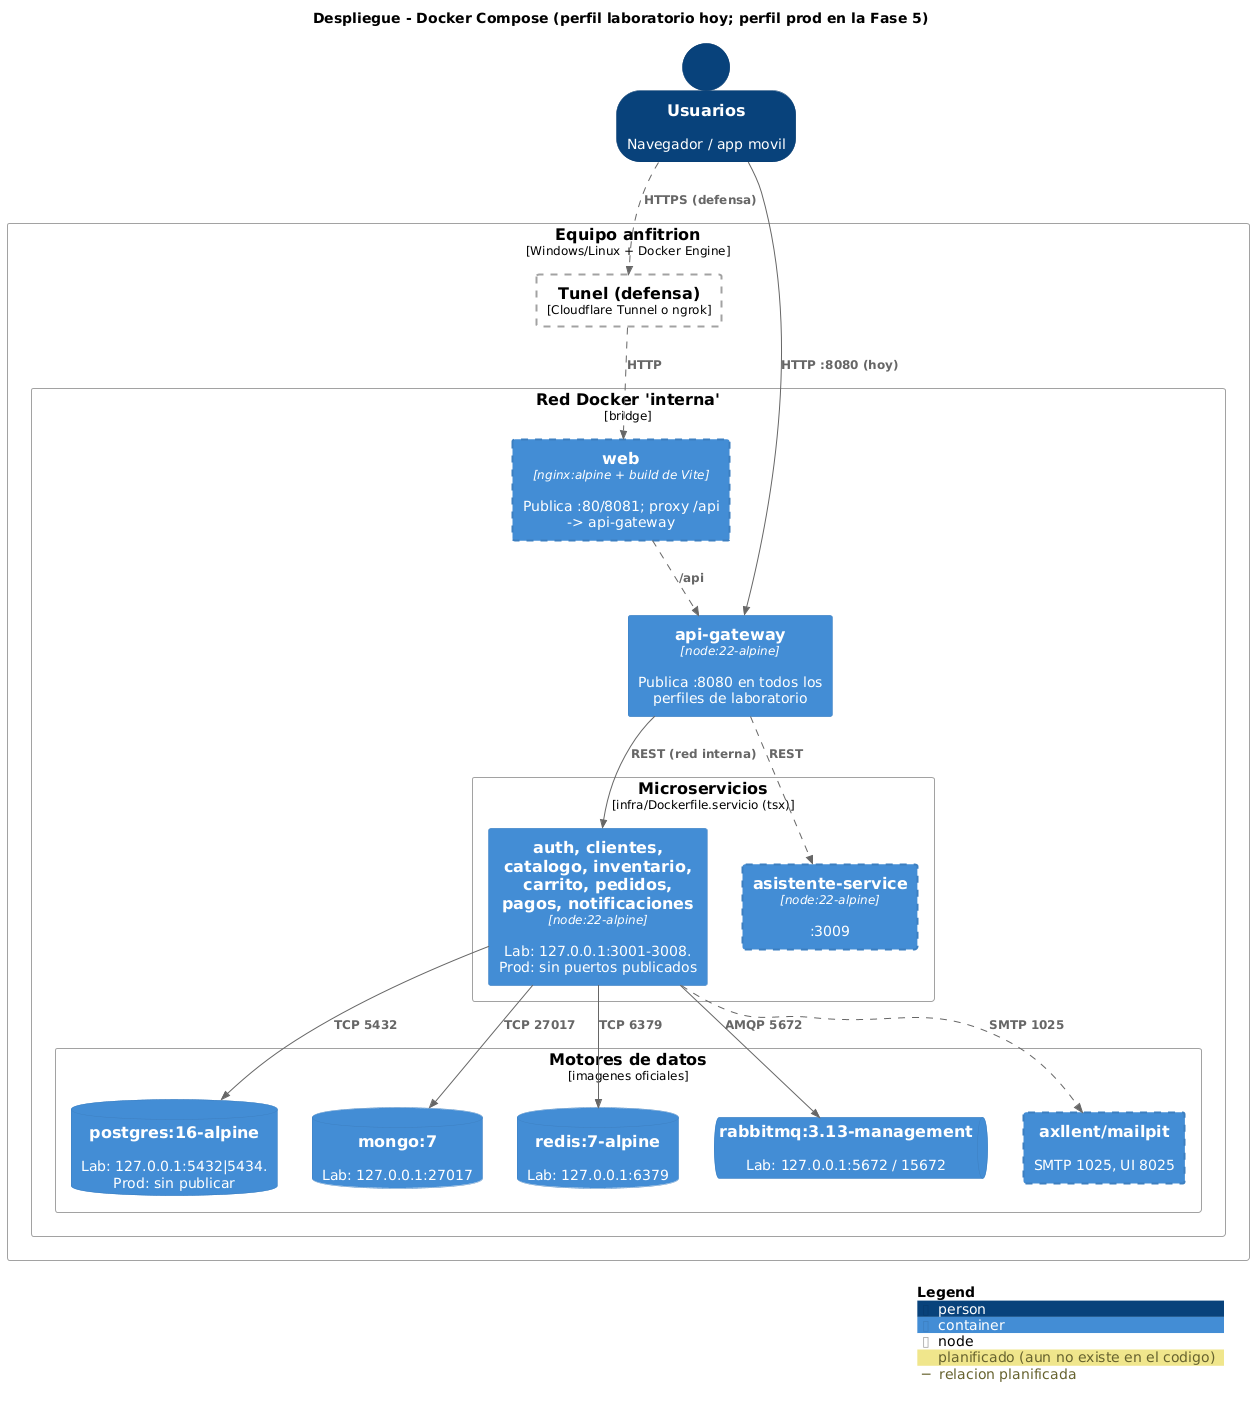 Despliegue - Docker Compose (perfil laboratorio hoy; perfil prod en la Fase 5)
Usuarios
Navegador / app movil
HTTPS (defensa)
Equipo anfitrion
[Windows/Linux + Docker Engine]
Tunel (defensa)
[Cloudflare Tunnel o ngrok]
HTTP
HTTP :8080 (hoy)
Red Docker 'interna'
[bridge]
web
[nginx:alpine + build de Vite]
Publica :80/8081; proxy /api
-> api-gateway
/api
api-gateway
[node:22-alpine]
Publica :8080 en todos los
perfiles de laboratorio
REST (red interna)
REST
Microservicios
[infra/Dockerfile.servicio (tsx)]
auth, clientes,
catalogo, inventario,
carrito, pedidos,
pagos, notificaciones
[node:22-alpine]
Lab: 127.0.0.1:3001-3008.
Prod: sin puertos publicados
asistente-service
[node:22-alpine]
:3009
TCP 5432
TCP 27017
TCP 6379
AMQP 5672
SMTP 1025
Motores de datos
[imagenes oficiales]
postgres:16-alpine
Lab: 127.0.0.1:5432|5434.
Prod: sin publicar
mongo:7
Lab: 127.0.0.1:27017
redis:7-alpine
Lab: 127.0.0.1:6379
rabbitmq:3.13-management
Lab: 127.0.0.1:5672 / 15672
axllent/mailpit
SMTP 1025, UI 8025
Legend
person
container
node
planificado (aun no existe en el codigo)
relacion planificada